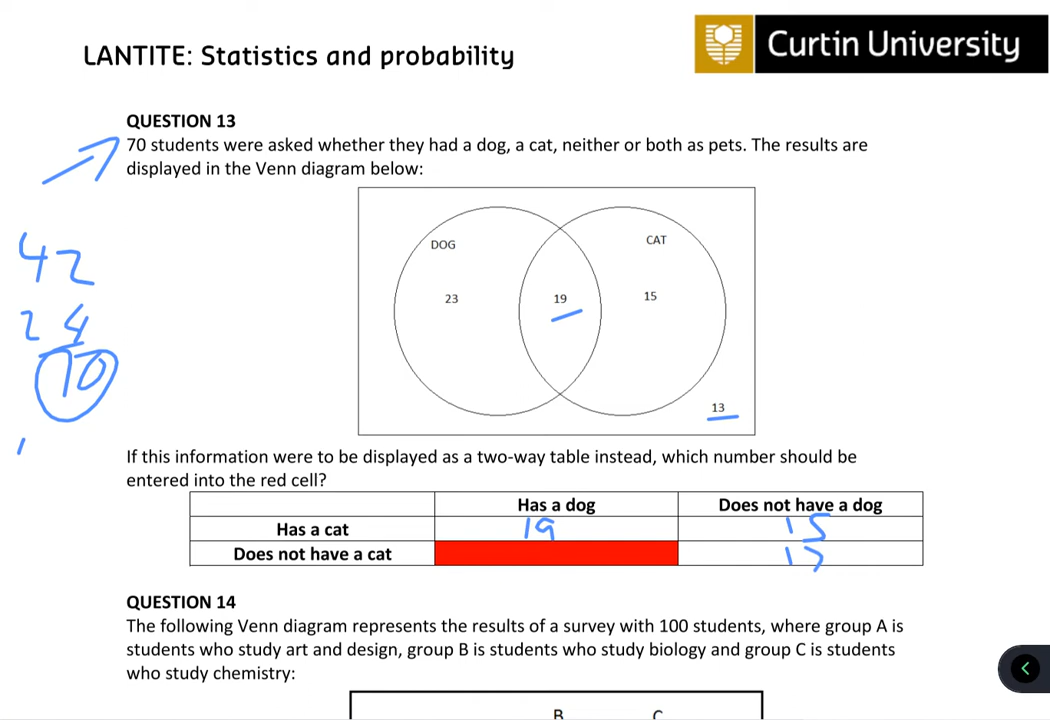 LANTITE: Statistics and probability
Curtin University
QUESTION 13
70 students were asked whether they had a dog, a cat, neither or both as pets. The results are
displayed in the Venn diagram below:
42
24
70
DOG
CAT
23
19
15
13
If this information were to be displayed as a two-way table instead, which number should be
entered into the red cell?
Has a dog Does not have a dog
Has a cat 19 15
Does not have a cat
QUESTION 14
The following Venn diagram represents the results of a survey with 100 students, where group A is
students who study art and design, group B is students who study biology and group C is students
who study chemistry:
B C